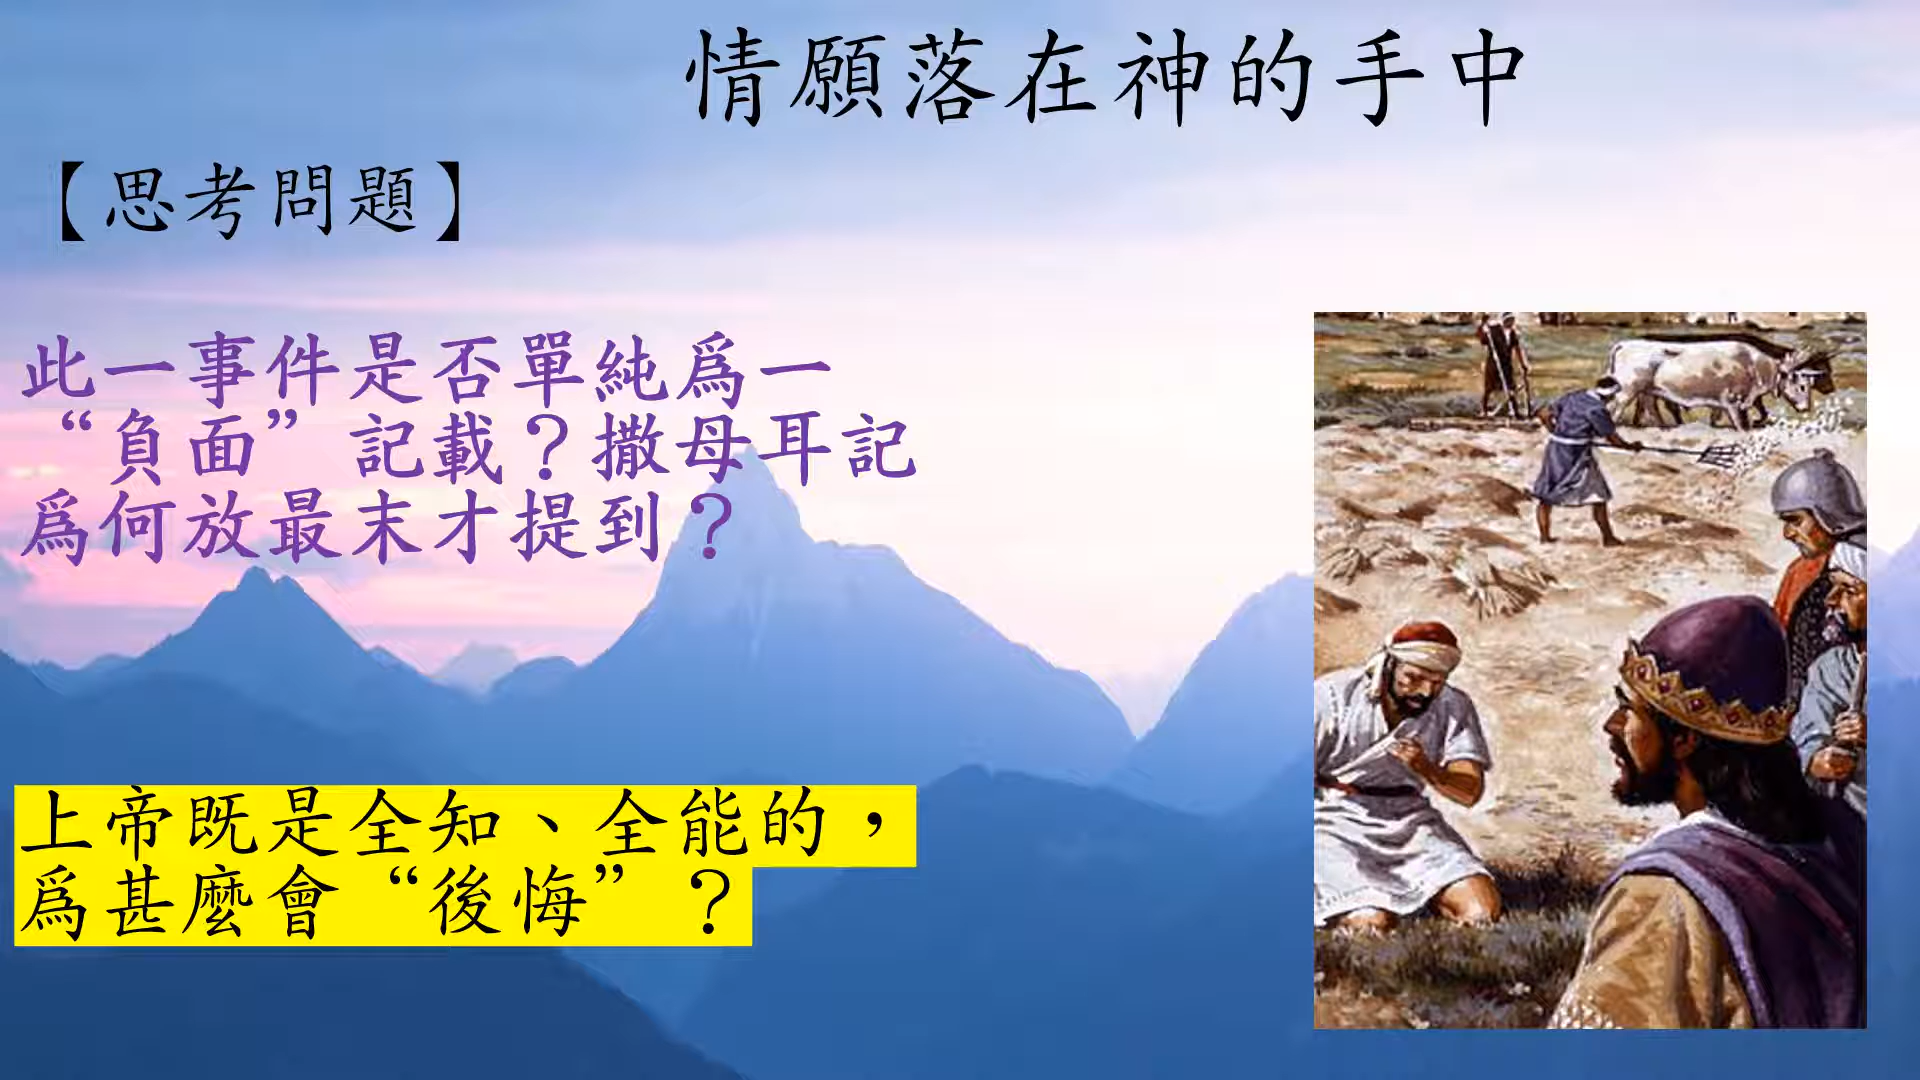 情願落在神的手中
【思考問題】
此一事件是否單純爲一
“負面”記載？撒母耳記
爲何放最末才提到？
上帝既是全知、全能的，
爲甚麼會“後悔”？